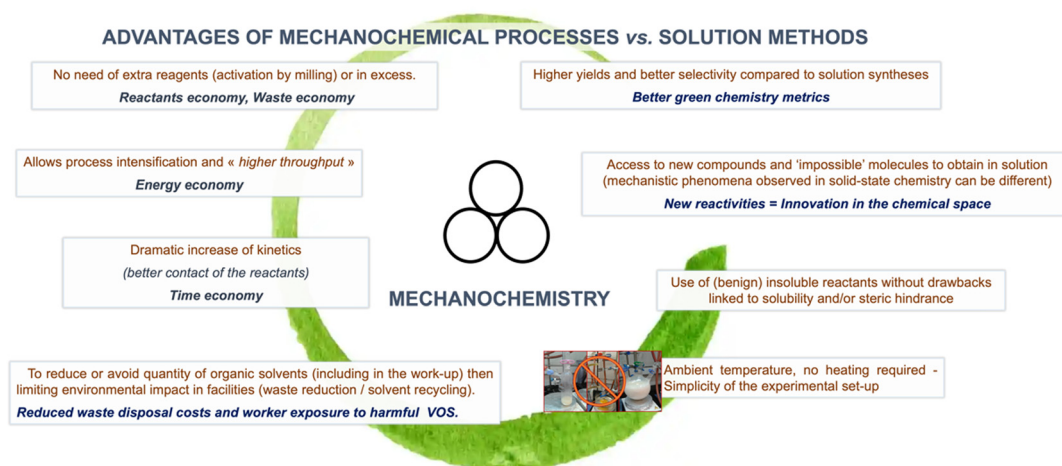 ADVANTAGES OF MECHANOCHEMICAL PROCESSES vs. SOLUTION METHODS
No need of extra reagents (activation by milling) or in excess.
Reactants economy, Waste economy
Higher yields and better selectivity compared to solution syntheses
Better green chemistry metrics
Allows process intensification and « higher throughput »
Energy economy
Access to new compounds and ‘impossible’ molecules to obtain in solution
(mechanistic phenomena observed in solid-state chemistry can be different)
New reactivities = Innovation in the chemical space
Dramatic increase of kinetics
(better contact of the reactants)
Time economy
MECHANOCHEMISTRY
Use of (benign) insoluble reactants without drawbacks
linked to solubility and/or steric hindrance
To reduce or avoid quantity of organic solvents (including in the work-up) then
limiting environmental impact in facilities (waste reduction / solvent recycling).
Reduced waste disposal costs and worker exposure to harmful VOS.
Ambient temperature, no heating required -
Simplicity of the experimental set-up